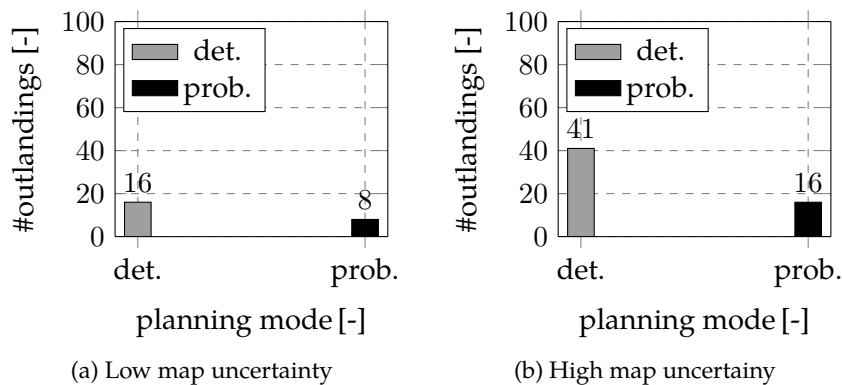 100
80
60
40
20
0
#outlandings [-]
det.
prob.
16
8
det.
prob.
planning mode [-]
(a) Low map uncertainty
100
80
60
40
20
0
#outlandings [-]
det.
prob.
41
16
det.
prob.
planning mode [-]
(b) High map uncertainy